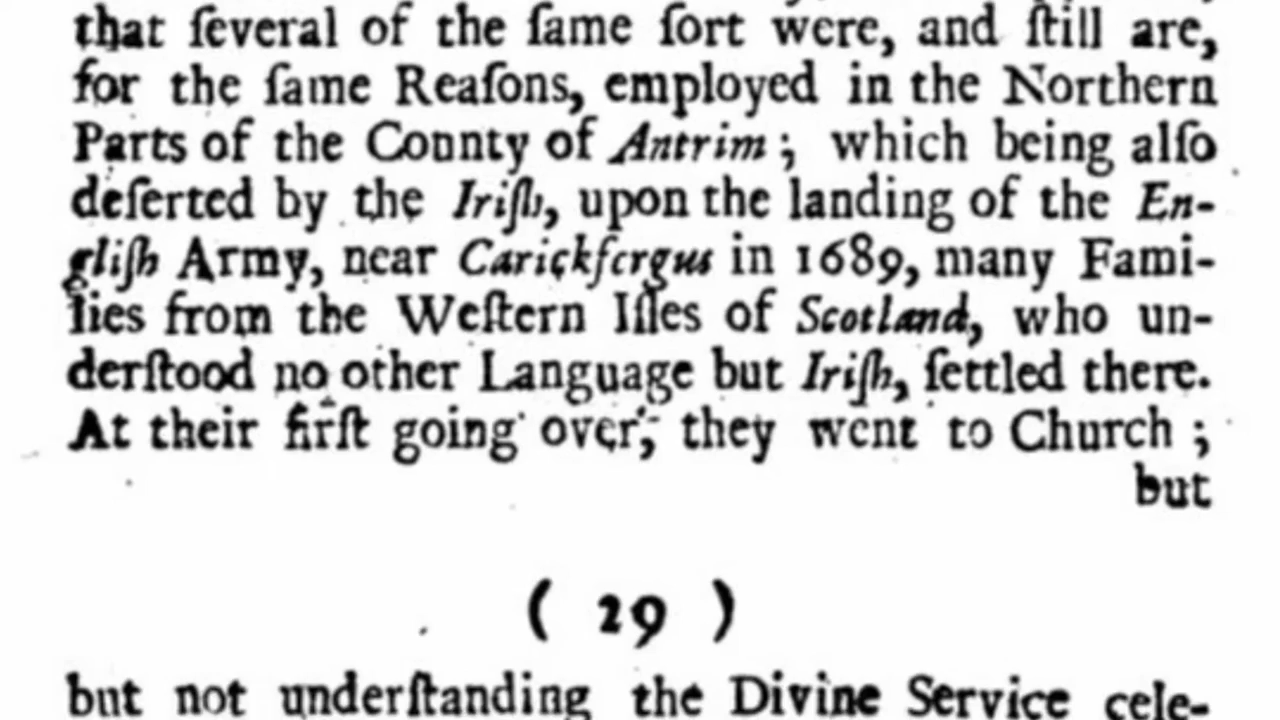 that ſeveral of the ſame ſort were, and ſtill are,
for the ſame Reaſons, employed in the Northern
Parts of the County of Antrim; which being alſo
deſerted by the Iriſh, upon the landing of the En-
gliſh Army, near Carickfergus in 1689, many Fami-
lies from the Weſtern Iſles of Scotland, who un-
derſtood no other Language but Iriſh, ſettled there.
At their firſt going over, they went to Church;
but
( 29 )
but not underſtanding the Divine Service cele-